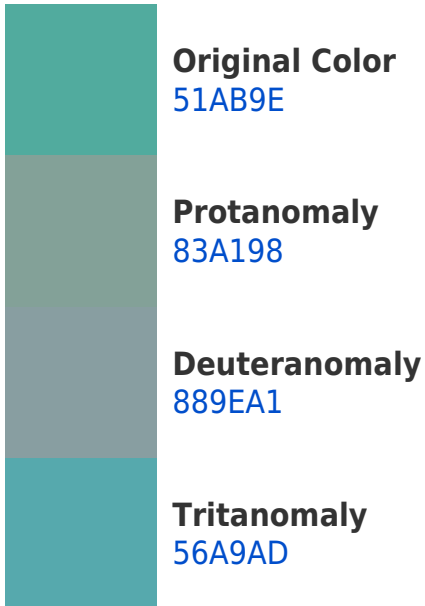 Original Color
51AB9E
Protanomaly
83A198
Deuteranomaly
889EA1
Tritanomaly
56A9AD